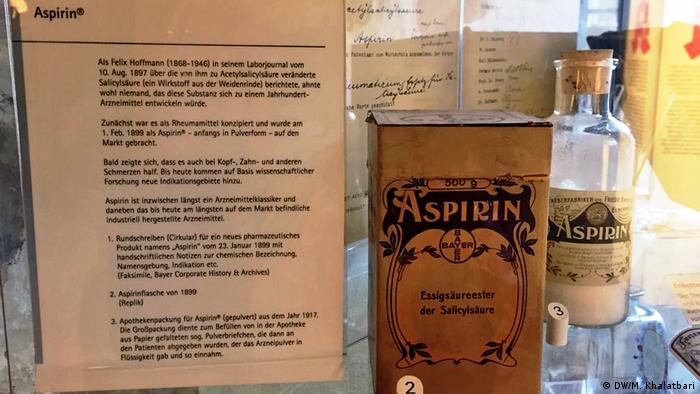 Aspirin®
Als Felix Hoffmann (1868–1946) in seinem Laborjournal vom
10. Aug. 1897 über die von ihm zu Acetylsalicylsäure veränderte
Salicylsäure (ein Wirkstoff aus der Weidenrinde) berichtete, ahnte
wohl niemand, das diese Substanz sich zu einem Jahrhundert-
Arzneimittel entwickeln würde.
Zunächst war es als Rheumamittel konzipiert und wurde am
1. Feb. 1899 als Aspirin® – anfangs in Pulverform – auf den
Markt gebracht.
Bald zeigte sich, dass es auch bei Kopf-, Zahn- und anderen
Schmerzen half. Bis heute kommen auf Basis wissenschaftlicher
Forschung neue Indikationsgebiete hinzu.
Aspirin ist inzwischen längst ein Arzneimittelklassiker und
daneben das bis heute am längsten auf dem Markt befindliche
industriell hergestellte Arzneimittel.
1. Rundschreiben (Cirkular) für ein neues pharmazeutisches
Produkt namens „Aspirin" vom 23. Januar 1899 mit
handschriftlichen Notizen zur chemischen Bezeichnung,
Namensgebung, Indikation etc.
(Faksimile, Bayer Corporate History & Archives)
2. Aspirinflasche von 1899
(Replik)
3. Apothekenpackung für Aspirin® (gepulvert) aus dem Jahr 1917.
Die Großpackung diente zum Befüllen von in der Apotheke
aus Papier gefalteten sog. Pulverbriefchen, die dann an
den Patienten abgegeben wurden, der das Arzneipulver in
Flüssigkeit gab und so einnahm.
Acetylsalicylsäure
Aspirin
500 g
ASPIRIN
BAYER
BAYER
Essigsäureester
der Salicylsäure
2
ASPIRIN
3
© DW/M. Khalatbari